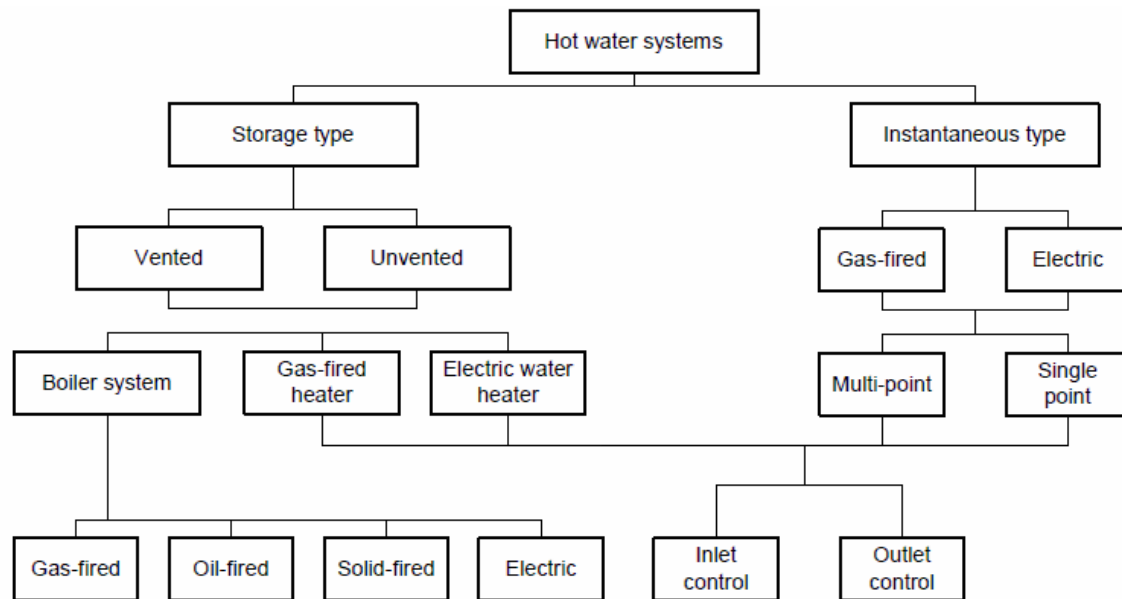 Hot water systems
Storage type
Instantaneous type
Vented
Unvented
Gas-fired
Electric
Boiler system
Gas-fired
heater
Electric water
heater
Multi-point
Single
point
Gas-fired
Oil-fired
Solid-fired
Electric
Inlet
control
Outlet
control